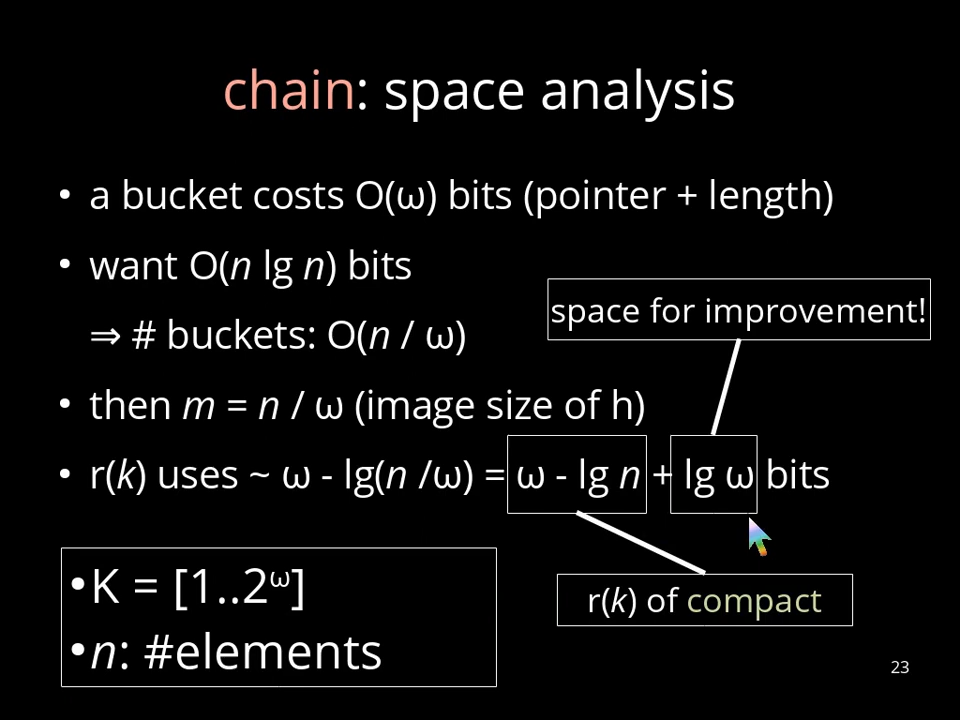 chain: space analysis
• a bucket costs O(ω) bits (pointer + length)
• want O(n lg n) bits
space for improvement!
⇒ # buckets: O(n / ω)
• then m = n / ω (image size of h)
• r(k) uses ~ ω - lg(n /ω) = ω - lg n + lg ω bits
•K = [1..2^ω]
r(k) of compact
•n: #elements
23